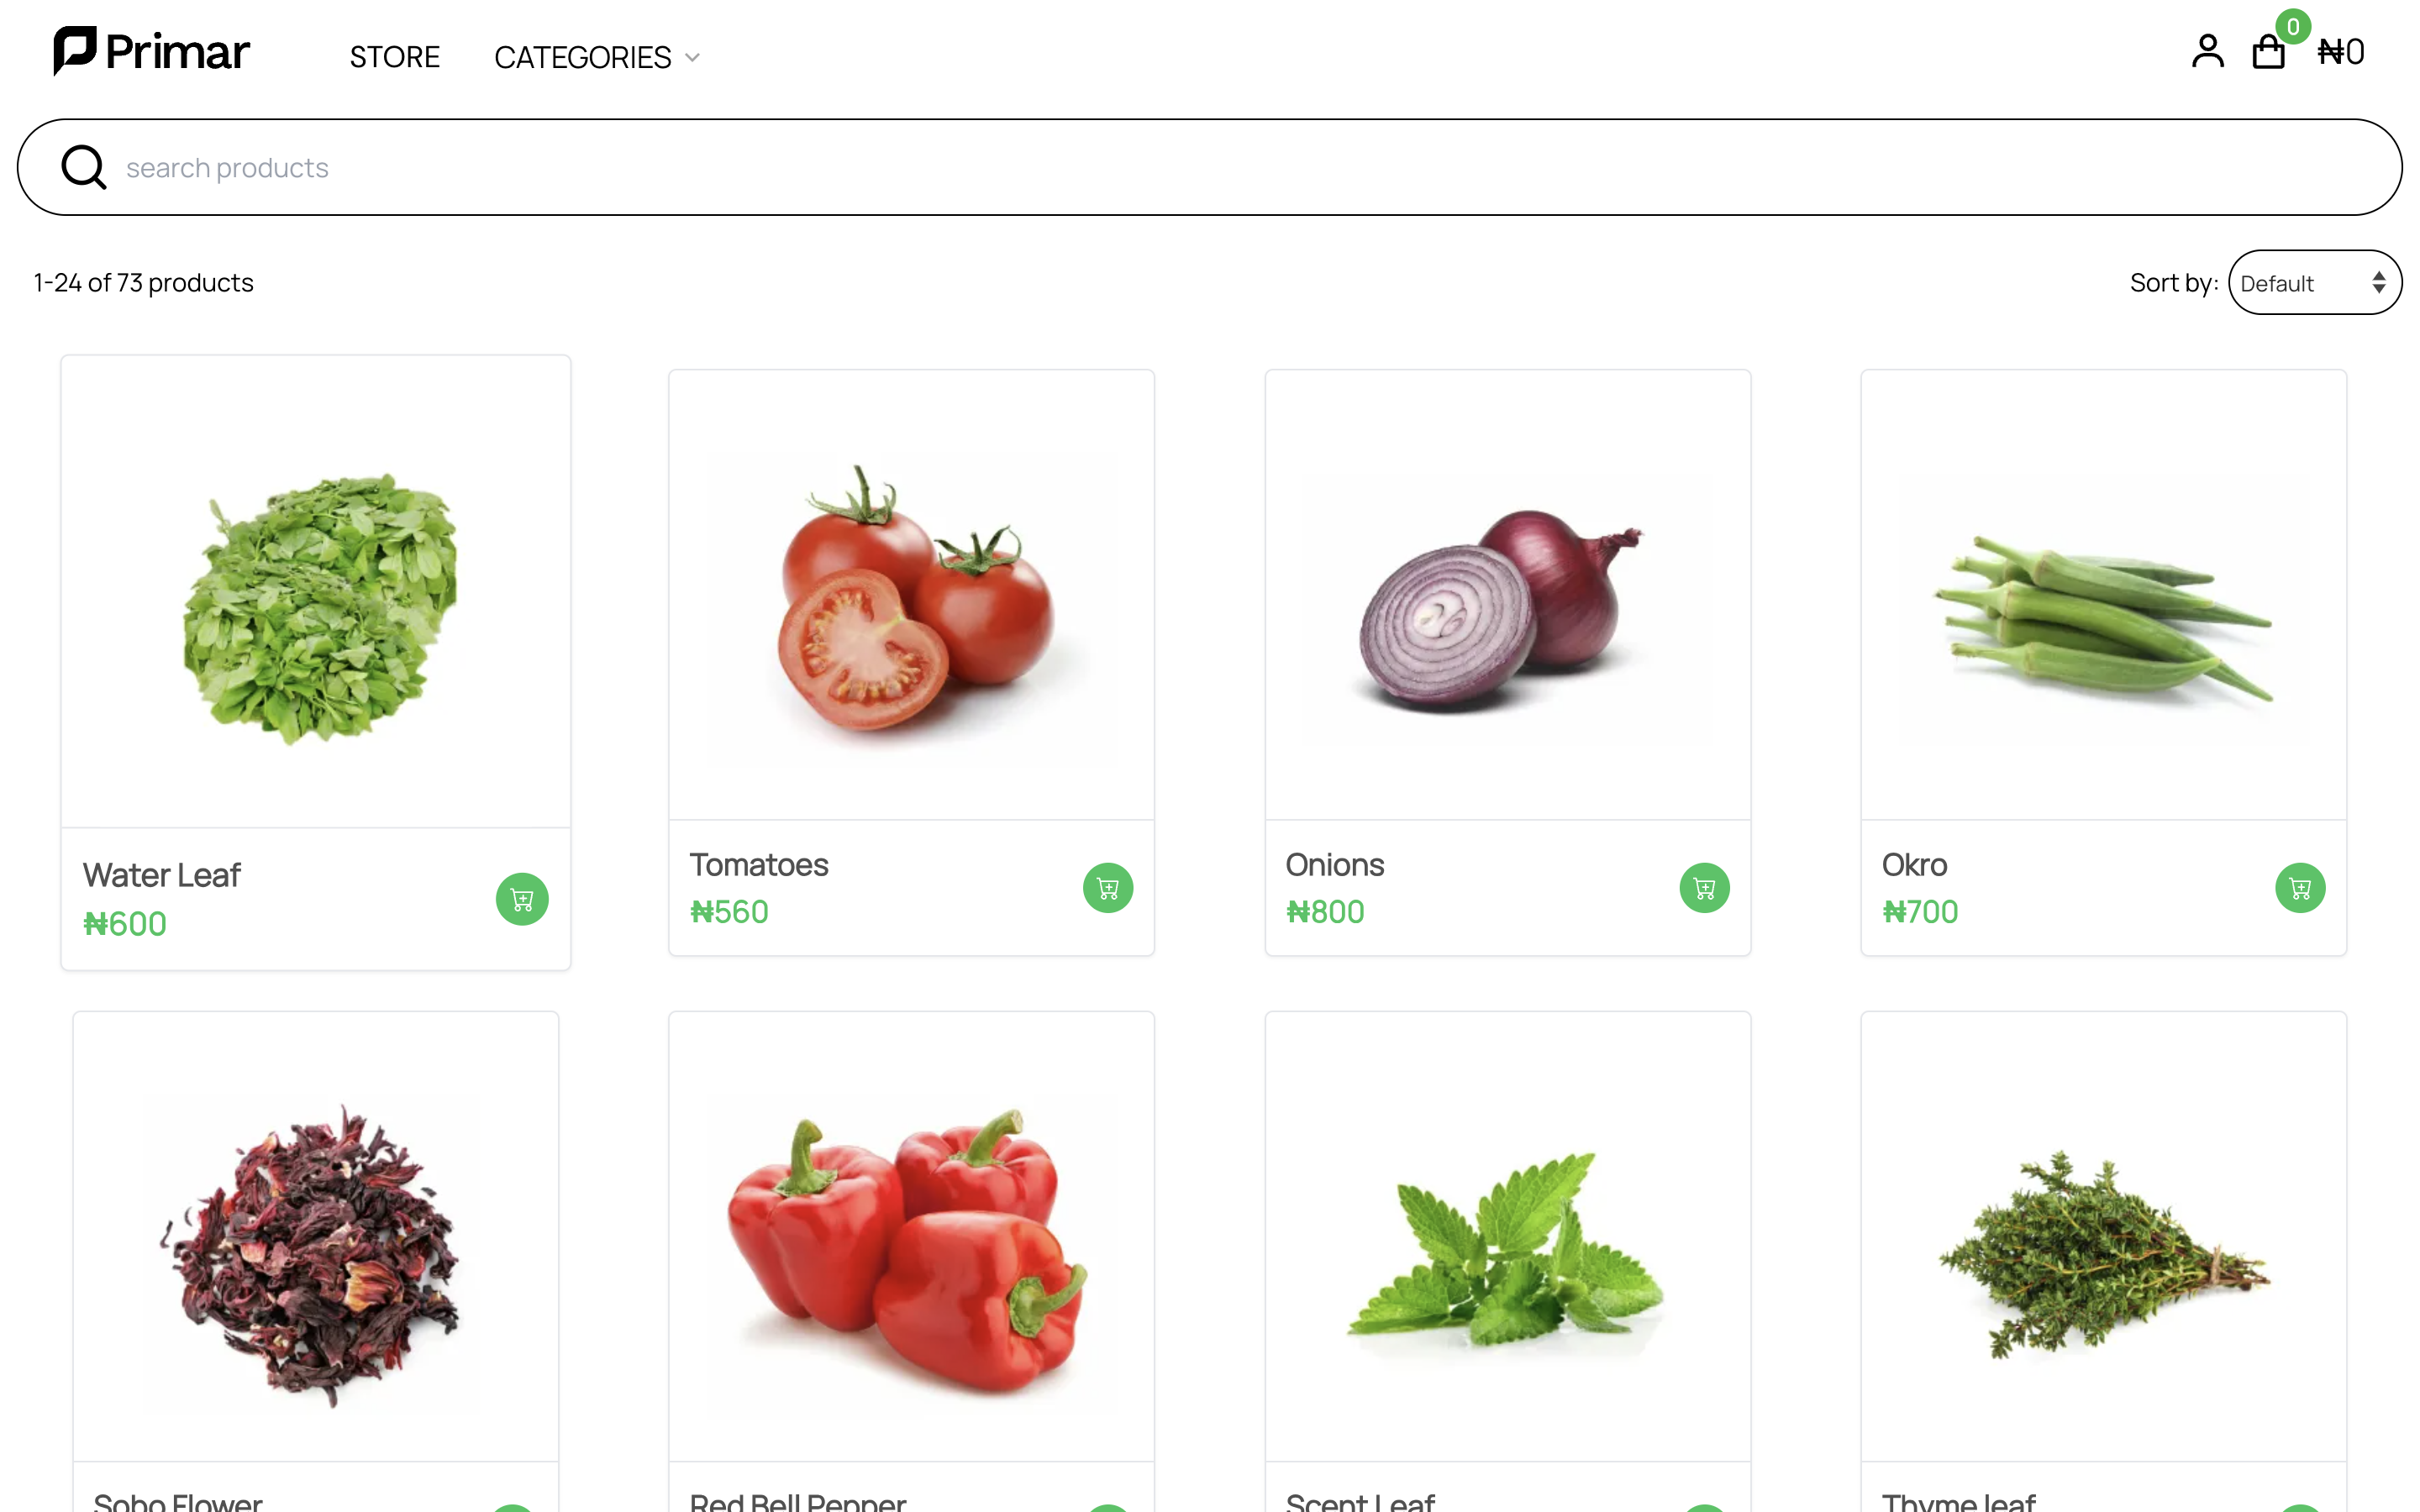 Primar
STORE
CATEGORIES
0
₦0
search products
1-24 of 73 products
Sort by:
Default
Water Leaf
₦600
Tomatoes
₦560
Onions
₦800
Okro
₦700
Sobo Flower
Red Bell Pepper
Scent Leaf
Thyme leaf